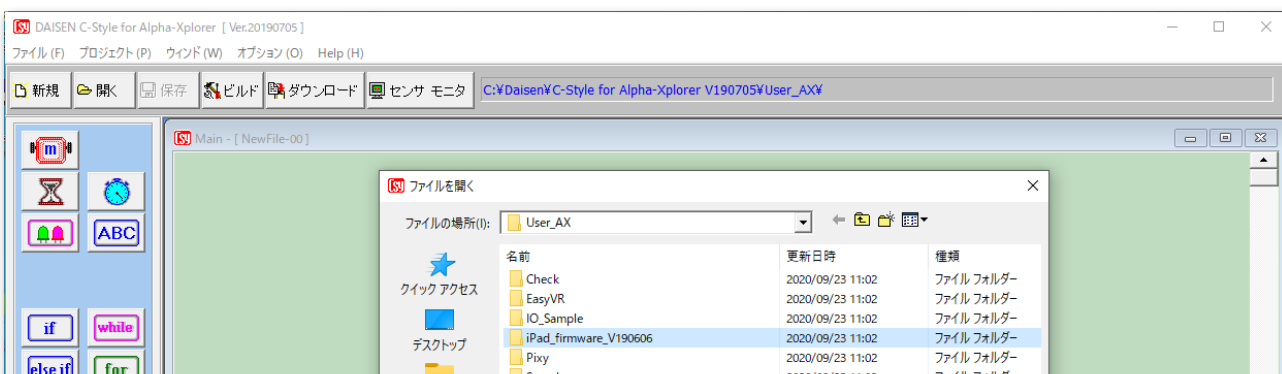 DAISEN C-Style for Alpha-Xplorer [ Ver.20190705 ]
ファイル (F) プロジェクト (P) ウィンド (W) オプション (O) Help (H)
新規 開く 保存 ビルド ダウンロード センサ モニタ C:¥Daisen¥C-Style for Alpha-Xplorer V190705¥User_AX¥
m
Main - [ NewFile-00 ]
ABC
if while
else if for
ファイルを開く
ファイルの場所(I): User_AX
クイック アクセス
デスクトップ
名前 更新日時 種類
Check 2020/09/23 11:02 ファイル フォルダー
EasyVR 2020/09/23 11:02 ファイル フォルダー
IO_Sample 2020/09/23 11:02 ファイル フォルダー
iPad_firmware_V190606 2020/09/23 11:02 ファイル フォルダー
Pixy 2020/09/23 11:02 ファイル フォルダー